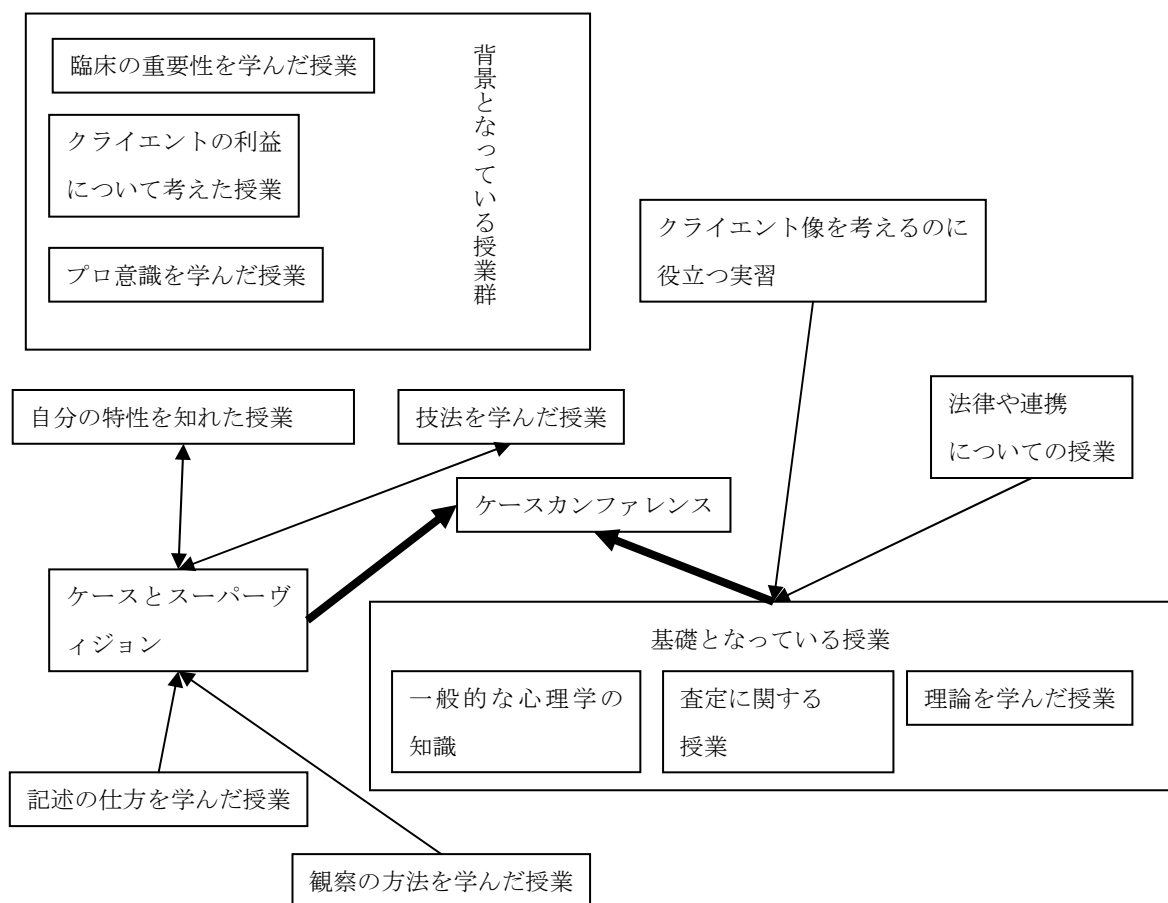 臨床の重要性を学んだ授業
クライエントの利益
について考えた授業
プロ意識を学んだ授業
背景となっている授業群
クライエント像を考えるのに
役立つ実習
自分の特性を知れた授業
技法を学んだ授業
法律や連携
についての授業
ケースカンファレンス
ケースとスーパーヴ
ィジョン
基礎となっている授業
一般的な心理学の
知識
査定に関する
授業
理論を学んだ授業
記述の仕方を学んだ授業
観察の方法を学んだ授業